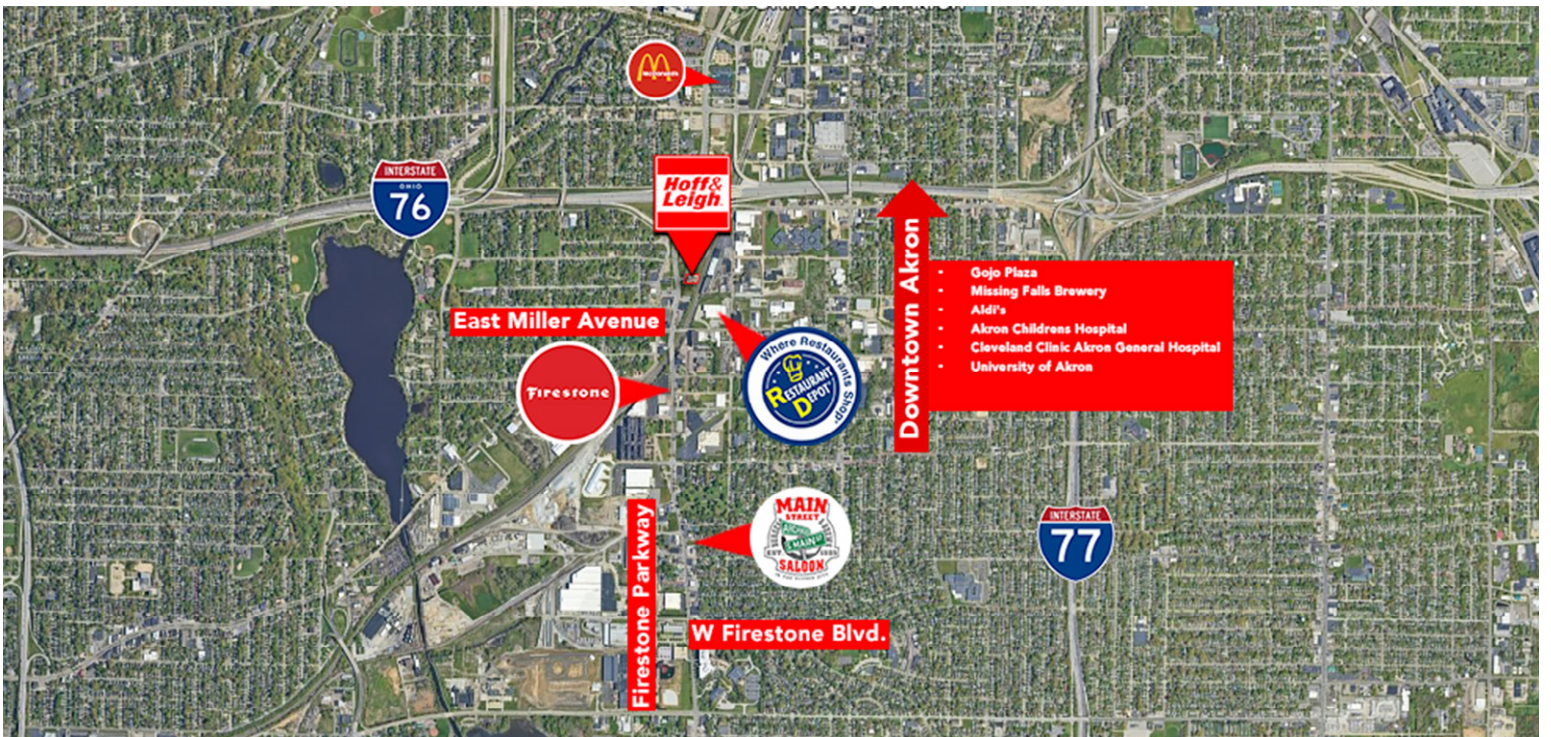 McDonald's
INTERSTATE
OHIO
76
Hoff&
Leigh
Downtown Akron
• Gojo Plaza
• Missing Falls Brewery
• Aldi's
• Akron Childrens Hospital
• Cleveland Clinic Akron General Hospital
• University of Akron
East Miller Avenue
Firestone
Where Restaurants Shop
RESTAURANT
DEPOT
MAIN
STREET
S MAIN ST
SALOON
INTERSTATE
77
Firestone Parkway
W Firestone Blvd.